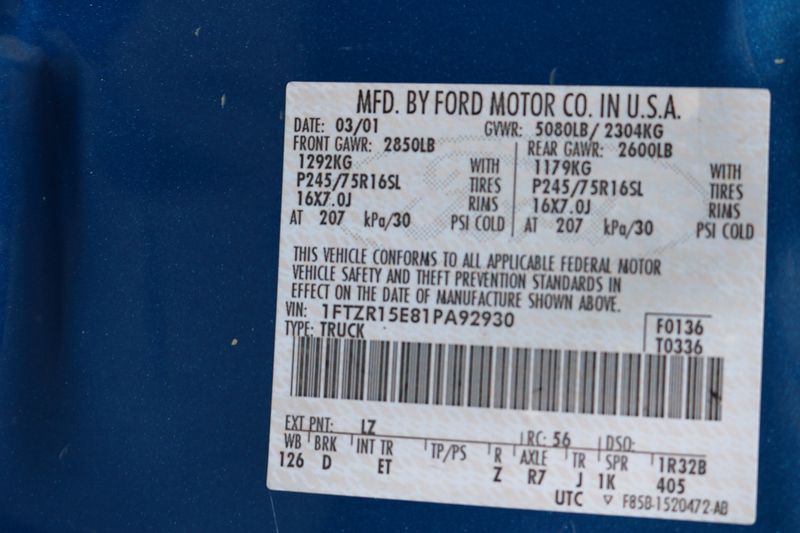 MFD. BY FORD MOTOR CO. IN U.S.A.
DATE: 03/01 GVWR: 5080LB/ 2304KG
FRONT GAWR: 2850LB REAR GAWR: 2600LB
1292KG WITH 1179KG WITH
P245/75R16SL TIRES P245/75R16SL TIRES
16X7.0J RIMS 16X7.0J RIMS
AT 207 kPa/30 PSI COLD AT 207 kPa/30 PSI COLD
THIS VEHICLE CONFORMS TO ALL APPLICABLE FEDERAL MOTOR
VEHICLE SAFETY AND THEFT PREVENTION STANDARDS IN
EFFECT ON THE DATE OF MANUFACTURE SHOWN ABOVE.
VIN: 1FTZR15E81PA92930 F0136
TYPE: TRUCK T0336
EXT PNT: LZ RC: 56 DSO:
WB BRK INT TR TP/PS R AXLE TR SPR 1R32B
126 D ET Z R7 J 1K 405
UTC ▽ F85B-1520472-AB